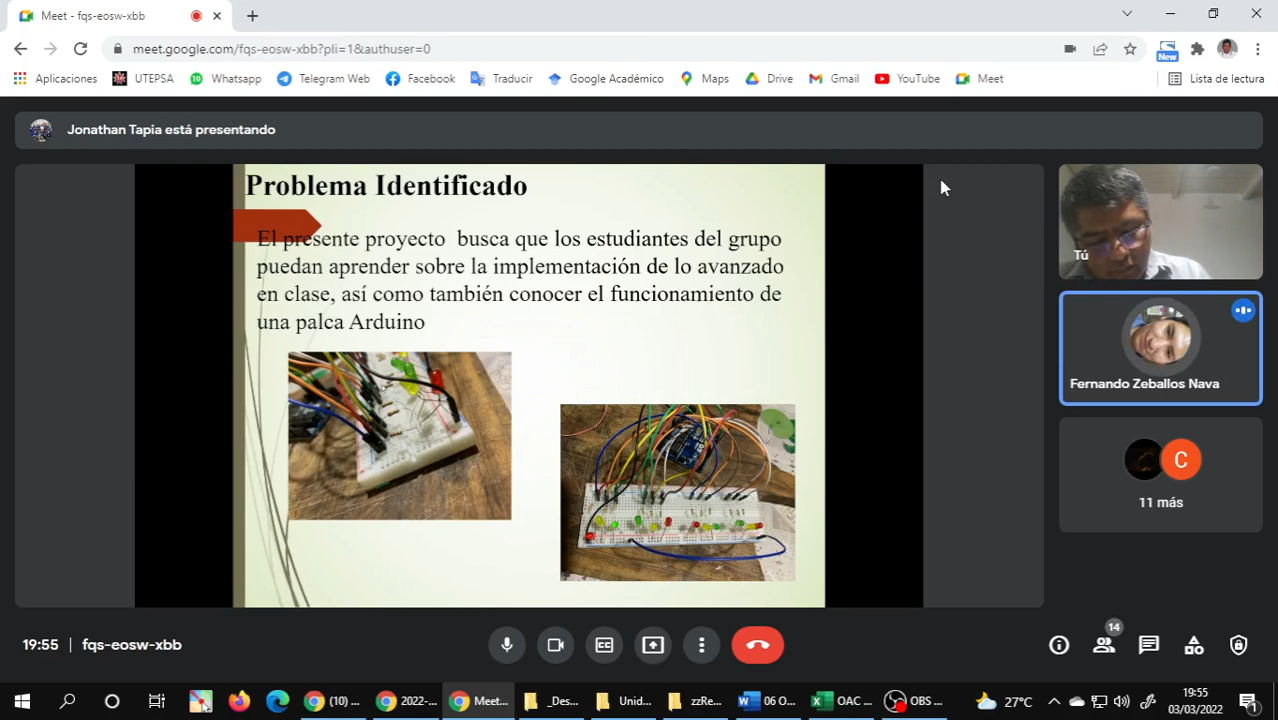 Meet - fqs-eosw-xbb
meet.google.com/fqs-eosw-xbb?pli=1&authuser=0
New
Aplicaciones UTEPSA Whatsapp Telegram Web Facebook Traducir Google Académico Maps Drive Gmail YouTube Meet Lista de lectura
Jonathan Tapia está presentando
Problema Identificado
El presente proyecto busca que los estudiantes del grupo
puedan aprender sobre la implementación de lo avanzado
en clase, así como también conocer el funcionamiento de
una palca Arduino
Tú
Fernando Zeballos Nava
C
11 más
19:55 | fqs-eosw-xbb
14
(10) ... 2022-... Meet... _Des... Unid... zzRe... 06 O... OAC ... OBS ... 27°C
19:55
03/03/2022
1